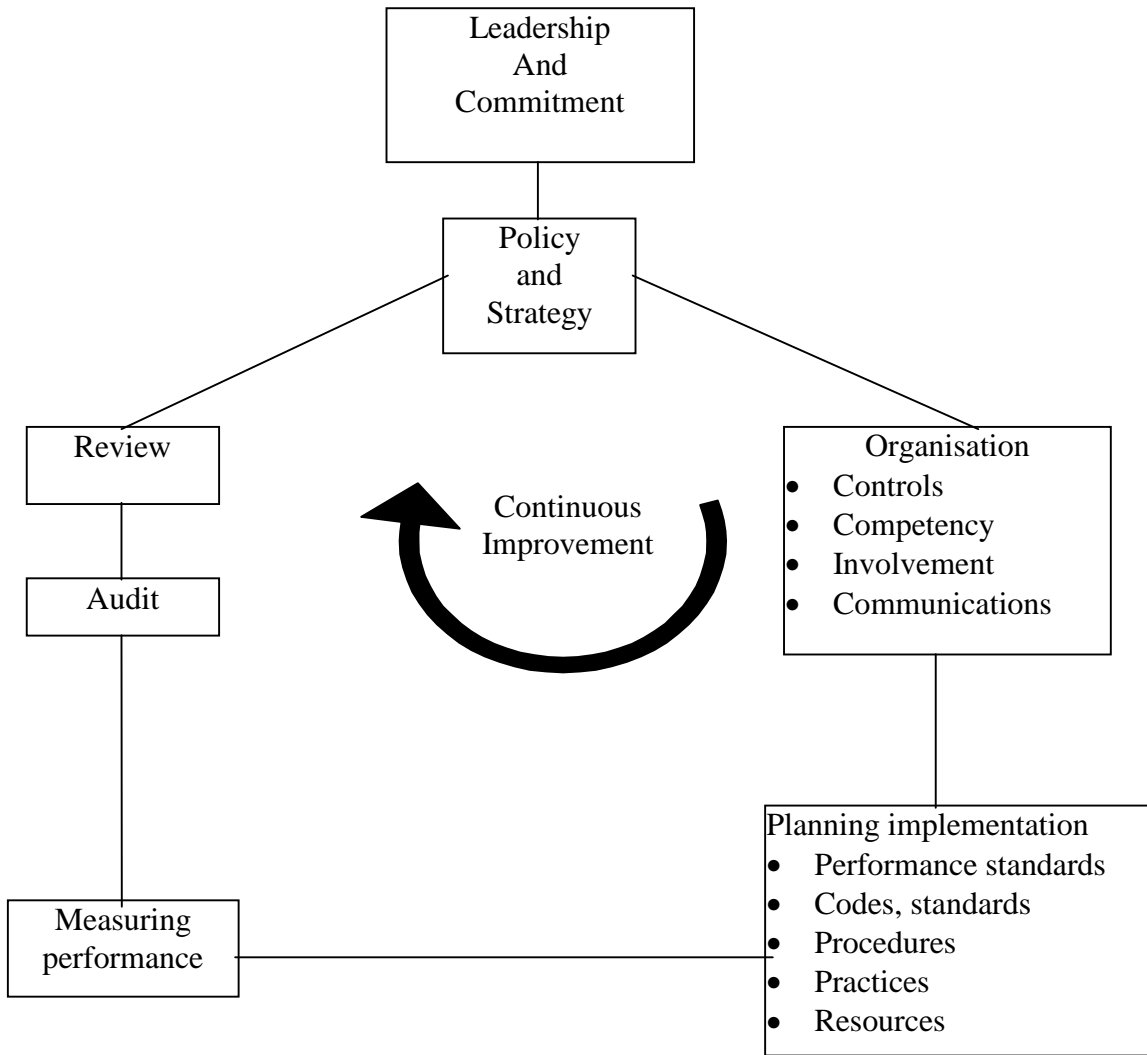 Leadership
And
Commitment
Policy
and
Strategy
Review
Audit
Measuring
performance
Continuous
Improvement
Organisation
• Controls
• Competency
• Involvement
• Communications
Planning implementation
• Performance standards
• Codes, standards
• Procedures
• Practices
• Resources